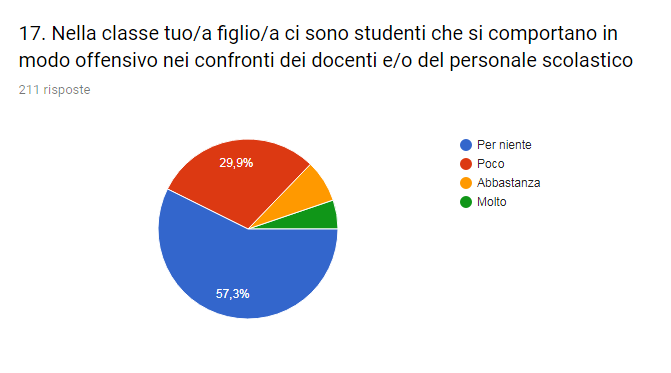 17. Nella classe tuo/a figlio/a ci sono studenti che si comportano in
modo offensivo nei confronti dei docenti e/o del personale scolastico
211 risposte
Per niente
Poco
Abbastanza
Molto
29,9%
57,3%